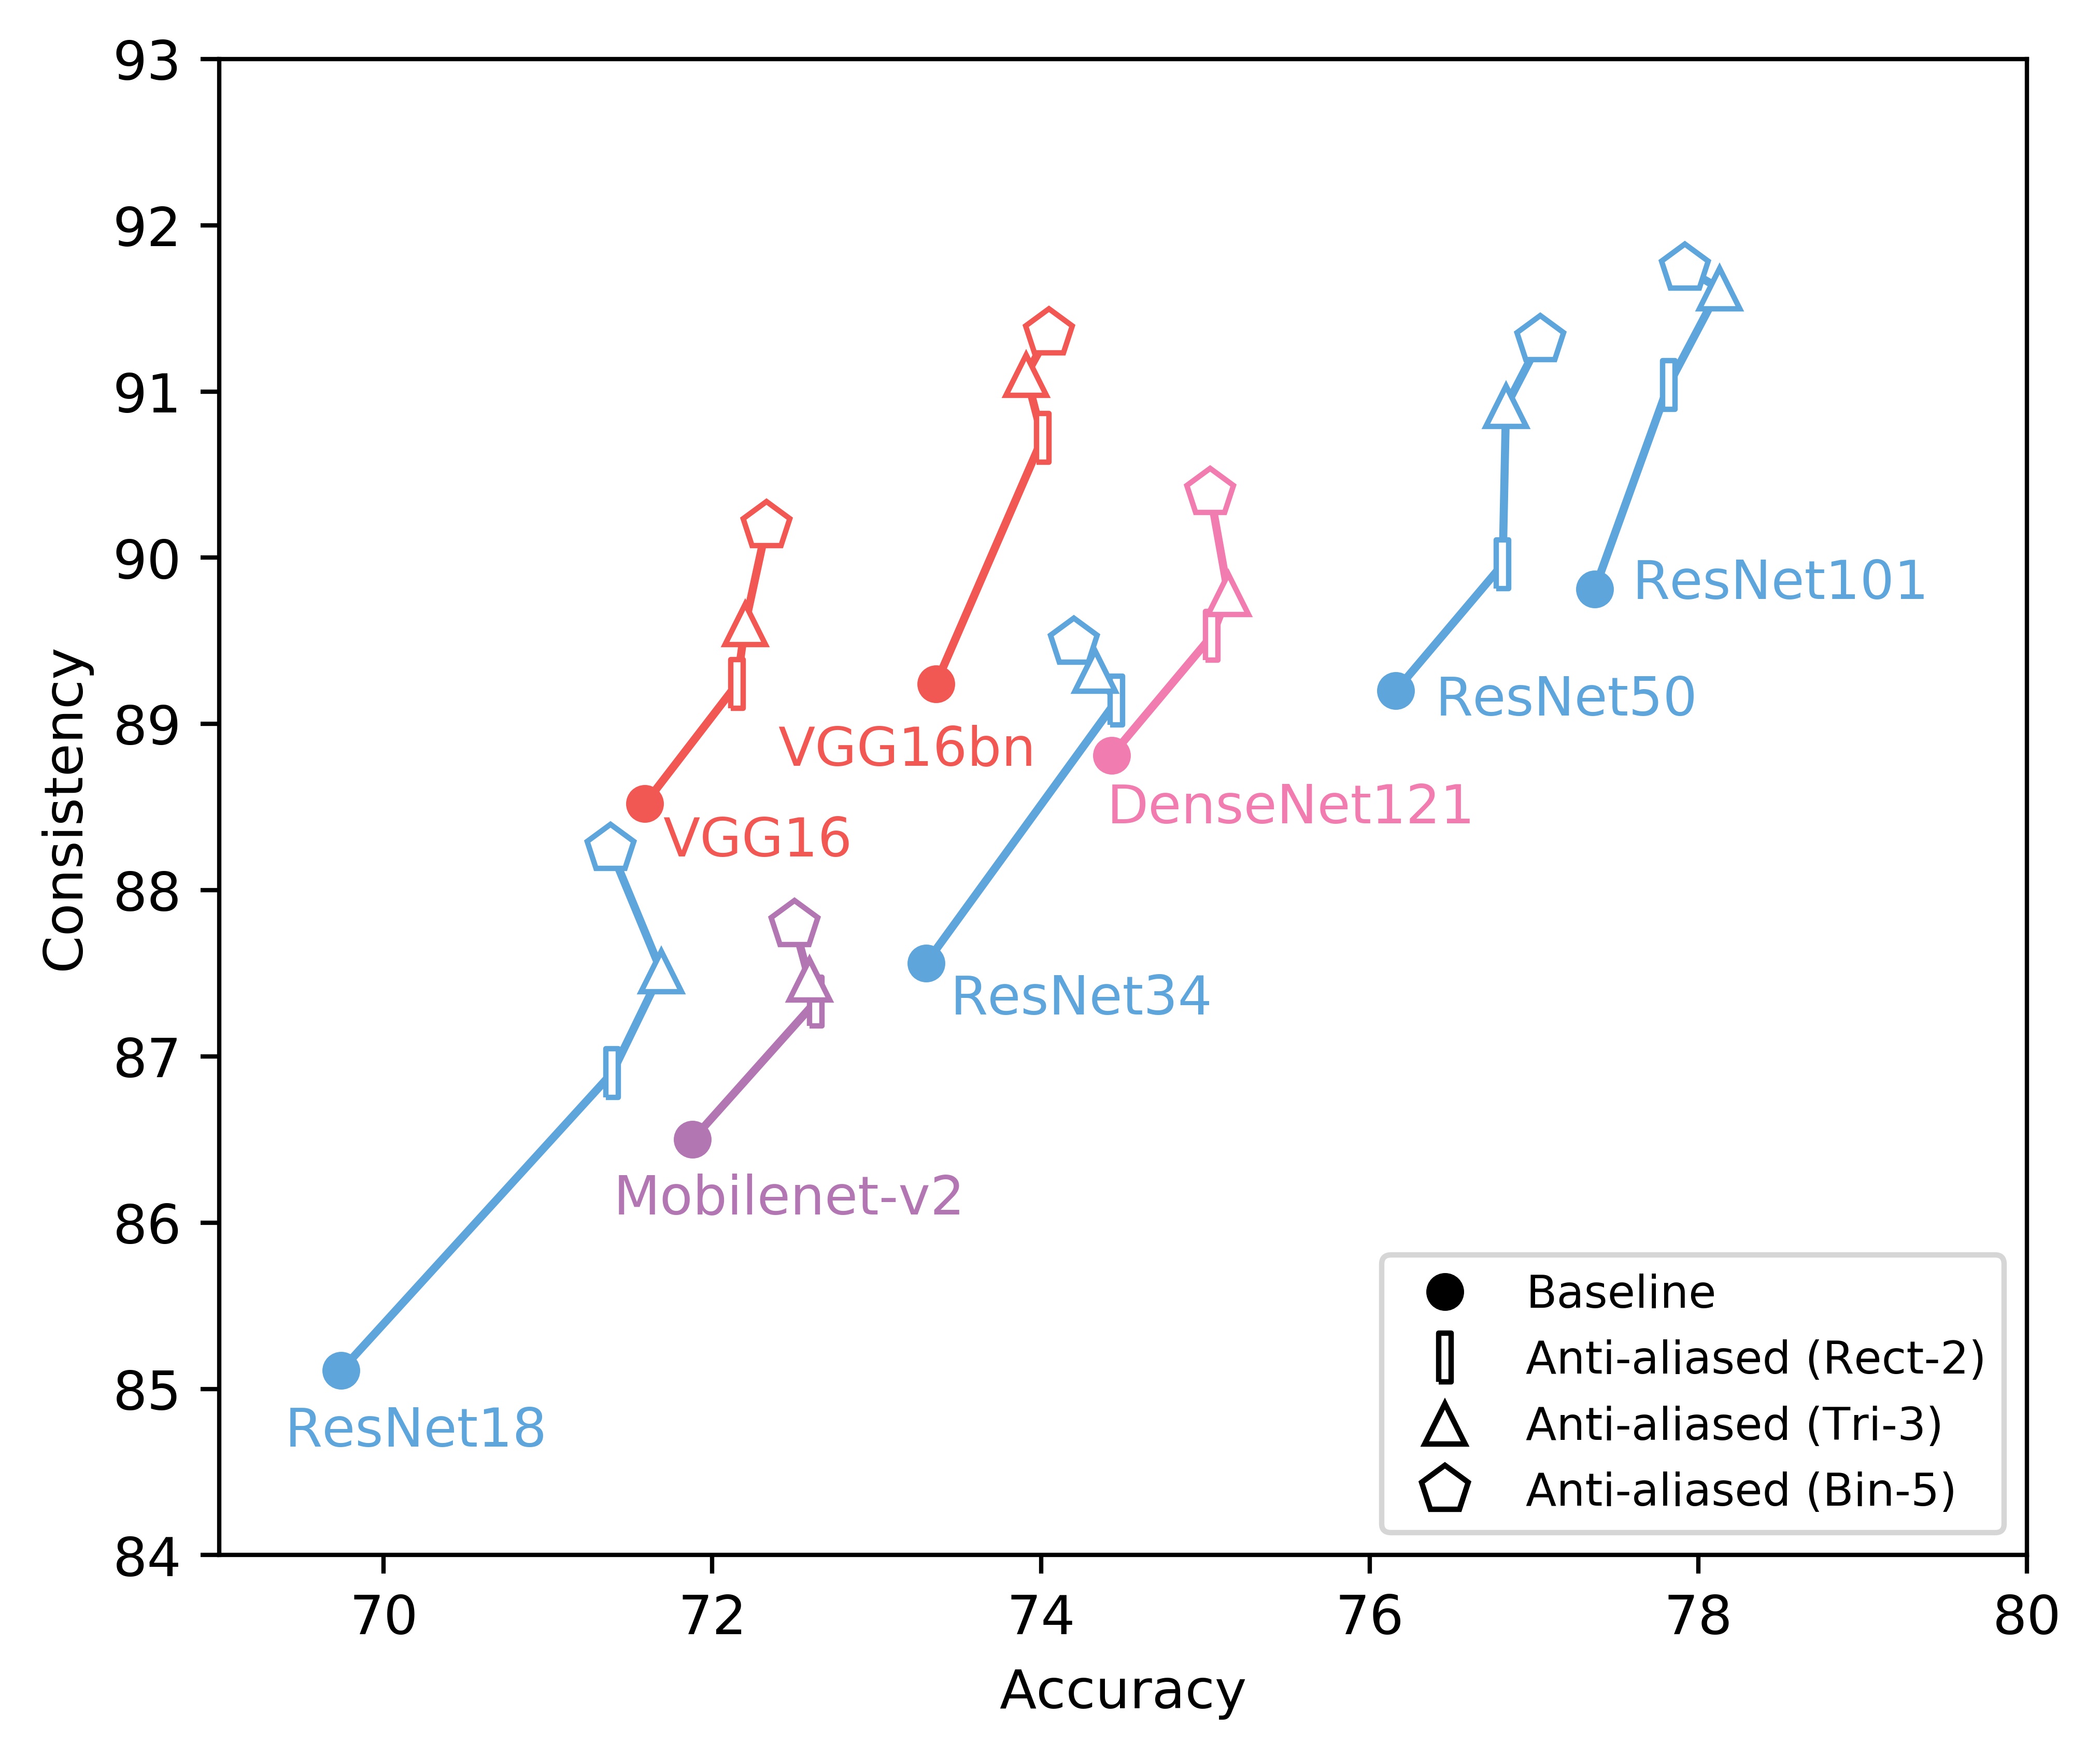 93
92
91
90
89
88
87
86
85
84
Consistency
ResNet101
ResNet50
VGG16bn
DenseNet121
VGG16
ResNet34
Mobilenet-v2
ResNet18
Baseline
Anti-aliased (Rect-2)
Anti-aliased (Tri-3)
Anti-aliased (Bin-5)
70 72 74 76 78 80
Accuracy